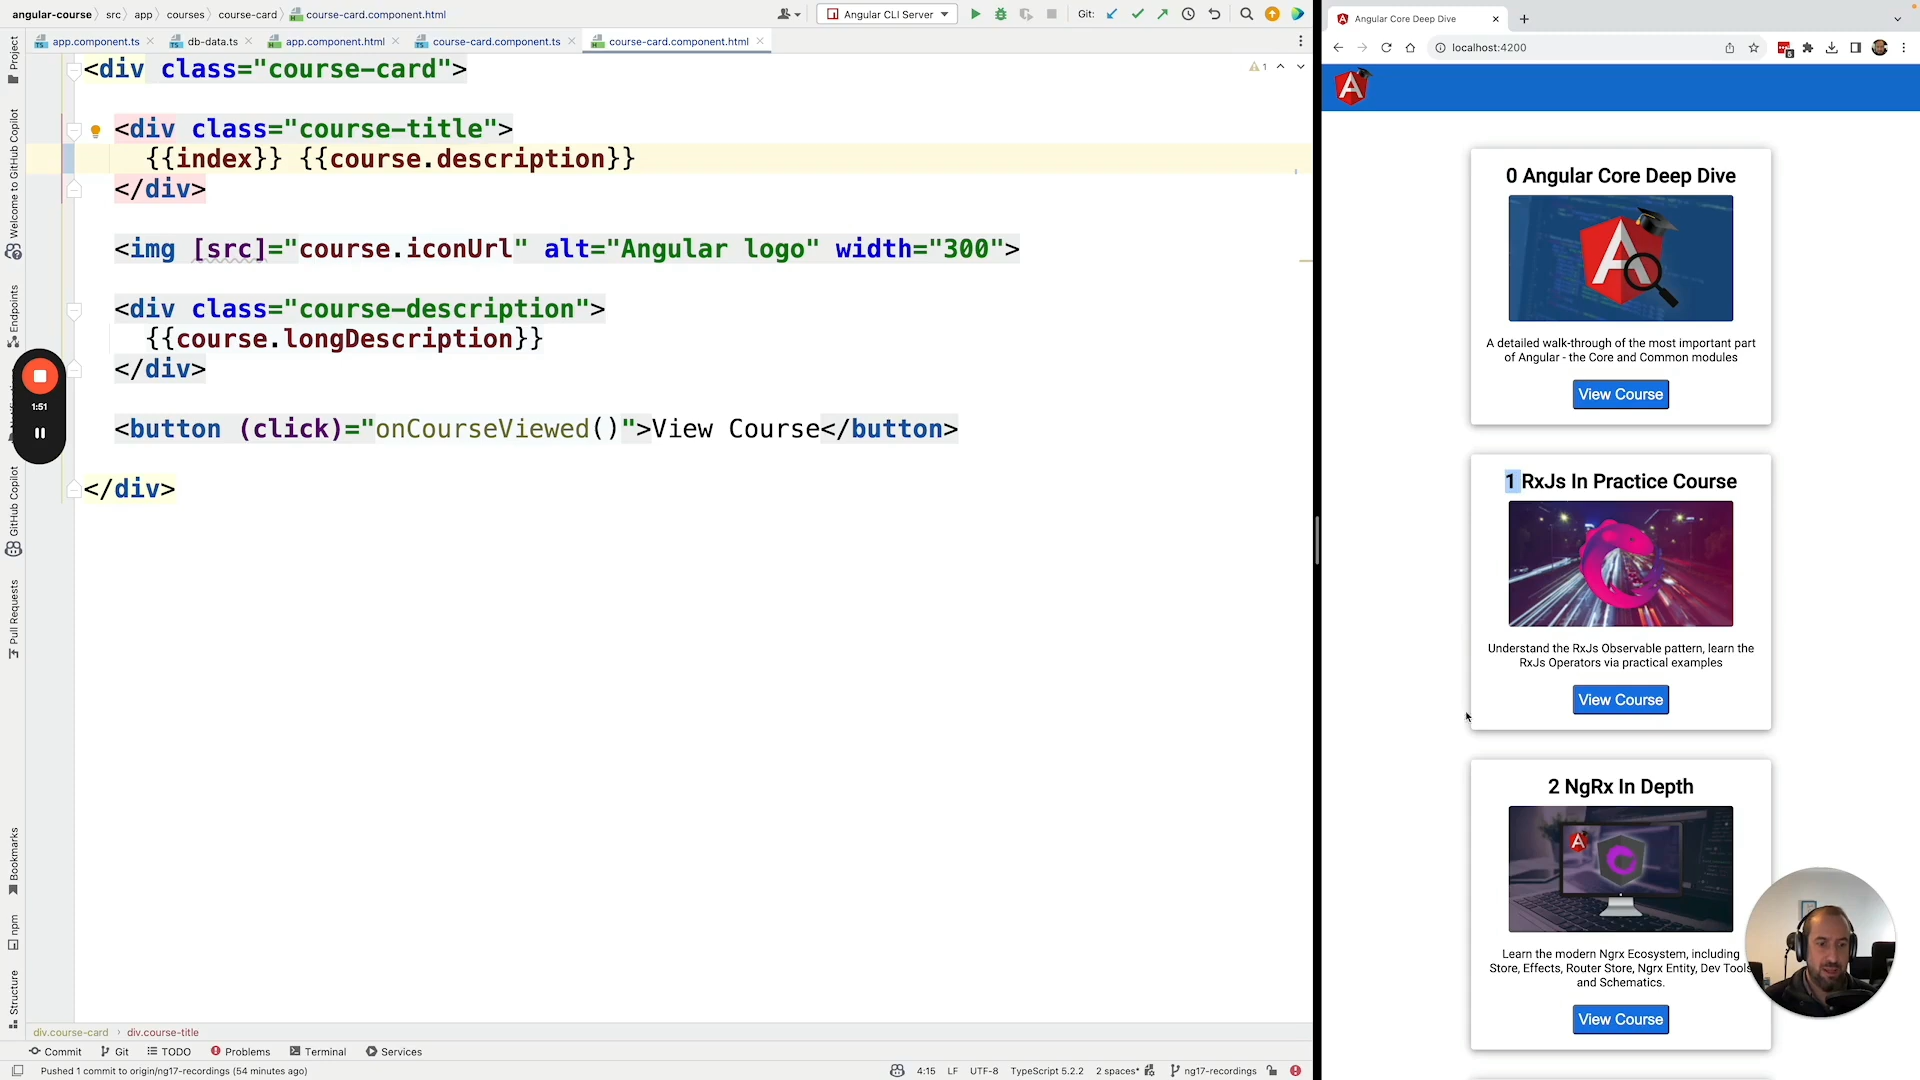 angular-course
src
app
courses
course-card
course-card.component.html
Angular CLI Server
Git:
app.component.ts
db-data.ts
app.component.html
course-card.component.ts
course-card.component.html
Project
Welcome to GitHub Copilot
Endpoints
GitHub Copilot
Pull Requests
Bookmarks
npm
Structure
1:51
1
<div class="course-card">
<div class="course-title">
{{index}} {{course.description}}
</div>
<img [src]="course.iconUrl" alt="Angular logo" width="300">
<div class="course-description">
{{course.longDescription}}
</div>
<button (click)="onCourseViewed()">View Course</button>
</div>
div.course-card
div.course-title
Commit
Git
TODO
Problems
Terminal
Services
Pushed 1 commit to origin/ng17-recordings (54 minutes ago)
4:15
LF
UTF-8
TypeScript 5.2.2
2 spaces*
ng17-recordings
Angular Core Deep Dive
localhost:4200
0 Angular Core Deep Dive
A detailed walk-through of the most important part
of Angular - the Core and Common modules
View Course
1 RxJs In Practice Course
Understand the RxJs Observable pattern, learn the
RxJs Operators via practical examples
View Course
2 NgRx In Depth
Learn the modern Ngrx Ecosystem, including
Store, Effects, Router Store, Ngrx Entity, Dev Tools
and Schematics.
View Course